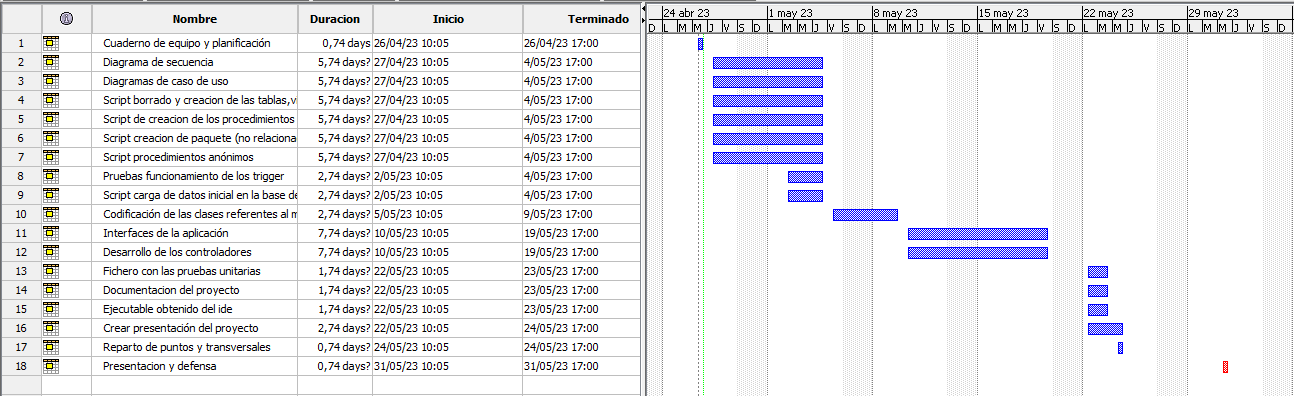 Nombre Duracion Inicio Terminado
24 abr 23 1 may 23 8 may 23 15 may 23 22 may 23 29 may 23
D L M M J V S D L M M J V S D L M M J V S D L M M J V S D L M M J V S D L M M J V S D
1 Cuaderno de equipo y planificación 0,74 days 26/04/23 10:05 26/04/23 17:00
2 Diagrama de secuencia 5,74 days? 27/04/23 10:05 4/05/23 17:00
3 Diagramas de caso de uso 5,74 days? 27/04/23 10:05 4/05/23 17:00
4 Script borrado y creacion de las tablas,vi 5,74 days? 27/04/23 10:05 4/05/23 17:00
5 Script de creacion de los procedimientos 5,74 days? 27/04/23 10:05 4/05/23 17:00
6 Script creacion de paquete (no relaciona 5,74 days? 27/04/23 10:05 4/05/23 17:00
7 Script procedimientos anónimos 5,74 days? 27/04/23 10:05 4/05/23 17:00
8 Pruebas funcionamiento de los trigger 2,74 days? 2/05/23 10:05 4/05/23 17:00
9 Script carga de datos inicial en la base de 2,74 days? 2/05/23 10:05 4/05/23 17:00
10 Codificación de las clases referentes al m 2,74 days? 5/05/23 10:05 9/05/23 17:00
11 Interfaces de la aplicación 7,74 days? 10/05/23 10:05 19/05/23 17:00
12 Desarrollo de los controladores 7,74 days? 10/05/23 10:05 19/05/23 17:00
13 Fichero con las pruebas unitarias 1,74 days? 22/05/23 10:05 23/05/23 17:00
14 Documentacion del proyecto 1,74 days? 22/05/23 10:05 23/05/23 17:00
15 Ejecutable obtenido del ide 1,74 days? 22/05/23 10:05 23/05/23 17:00
16 Crear presentación del proyecto 2,74 days? 22/05/23 10:05 24/05/23 17:00
17 Reparto de puntos y transversales 0,74 days? 24/05/23 10:05 24/05/23 17:00
18 Presentacion y defensa 0,74 days? 31/05/23 10:05 31/05/23 17:00